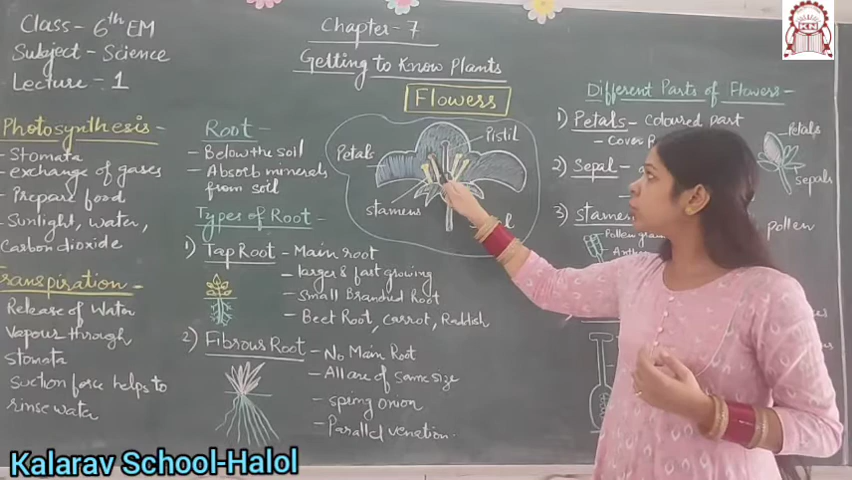 Class - 6th EM
Subject - Science
Lecture - 1
Chapter - 7
Getting to Know Plants
Photosynthesis -
- Stomata
- exchange of gases
- Prepare food
- Sunlight, water,
Carbon dioxide
Transpiration -
Release of Water
Vapour through
Stomata
suction force helps to
rinse water
Root -
- Below the soil
- Absorb minerals
from soil
Types of Root -
1) Tap Root - Main root
- larger & fast growing
- Small Branched Root
- Beet Root, Carrot, Raddish
2) Fibrous Root - No Main Root
- All are of same size
- spring onion
- Parallel venation.
Flowers
Petals
Pistil
stamens
Different Parts of Flowers -
1) Petals - coloured part
- Cover
2) Sepal -
3) Stamens
Pollen
Petals
sepals
pollen
KN
Kalarav School-Halol